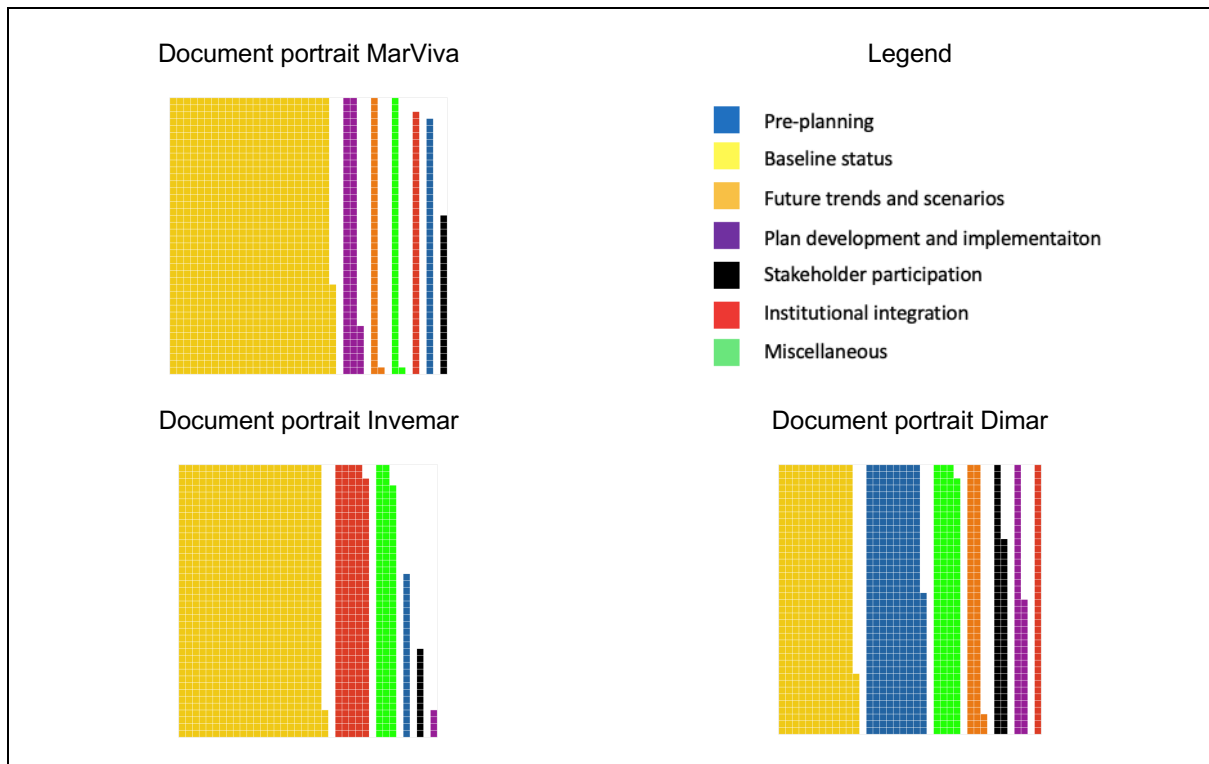 Document portrait MarViva
Legend
Pre-planning
Baseline status
Future trends and scenarios
Plan development and implementaiton
Stakeholder participation
Institutional integration
Miscellaneous
Document portrait Invemar
Document portrait Dimar